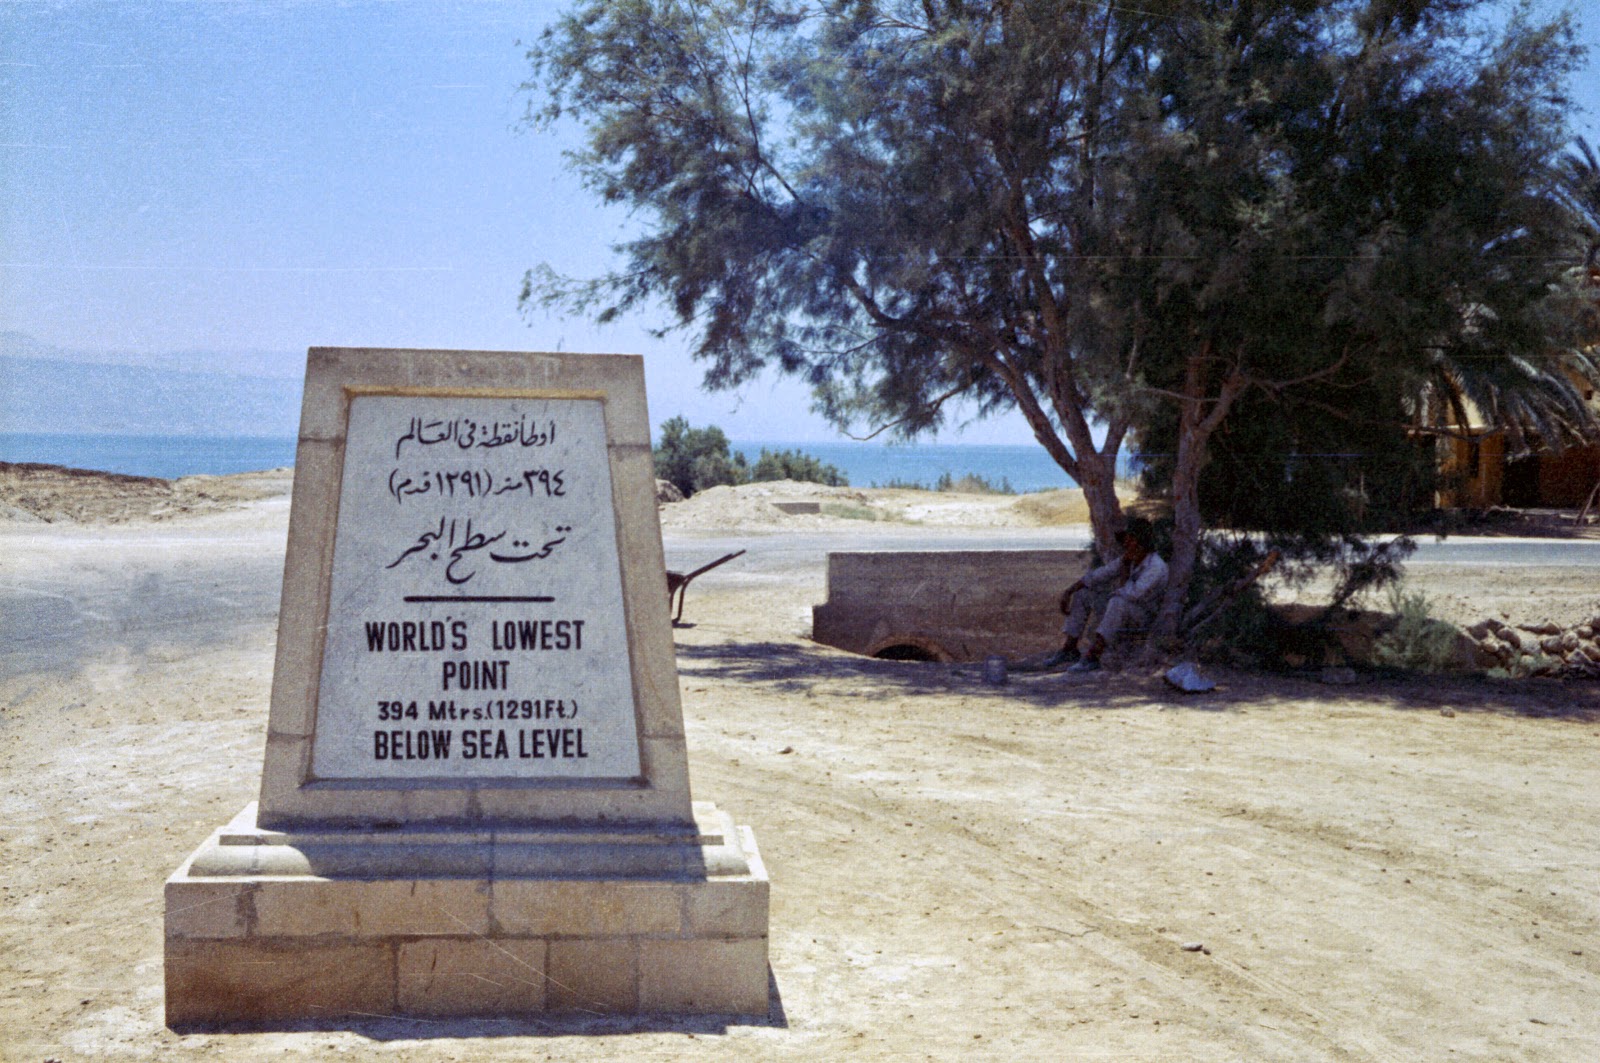 أوطأ نقطة في العالم
٣٩٤ متر (١٢٩١ قدم)
تحت سطح البحر
WORLD'S LOWEST
POINT
394 Mtrs.(1291Ft.)
BELOW SEA LEVEL